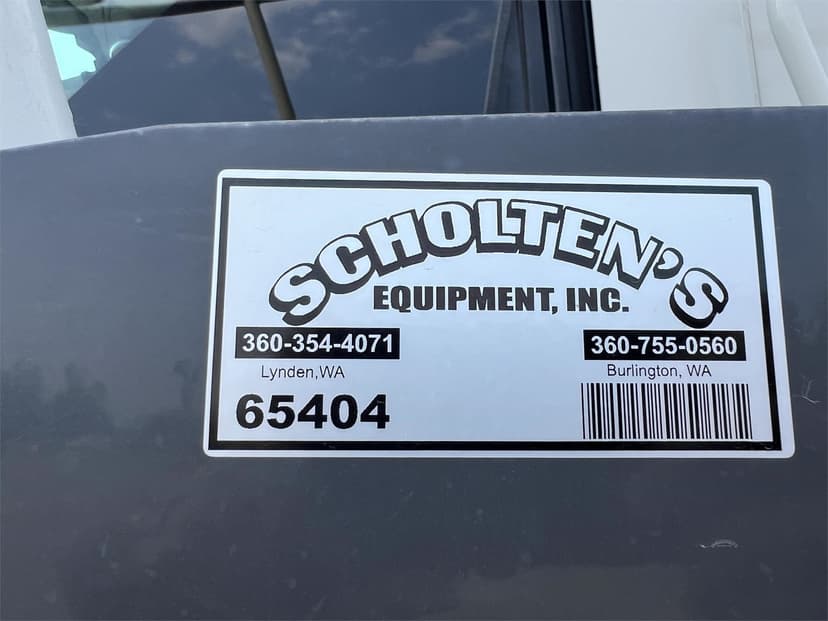 SCHOLTEN'S
EQUIPMENT, INC.
360-354-4071 360-755-0560
Lynden,WA Burlington, WA
65404